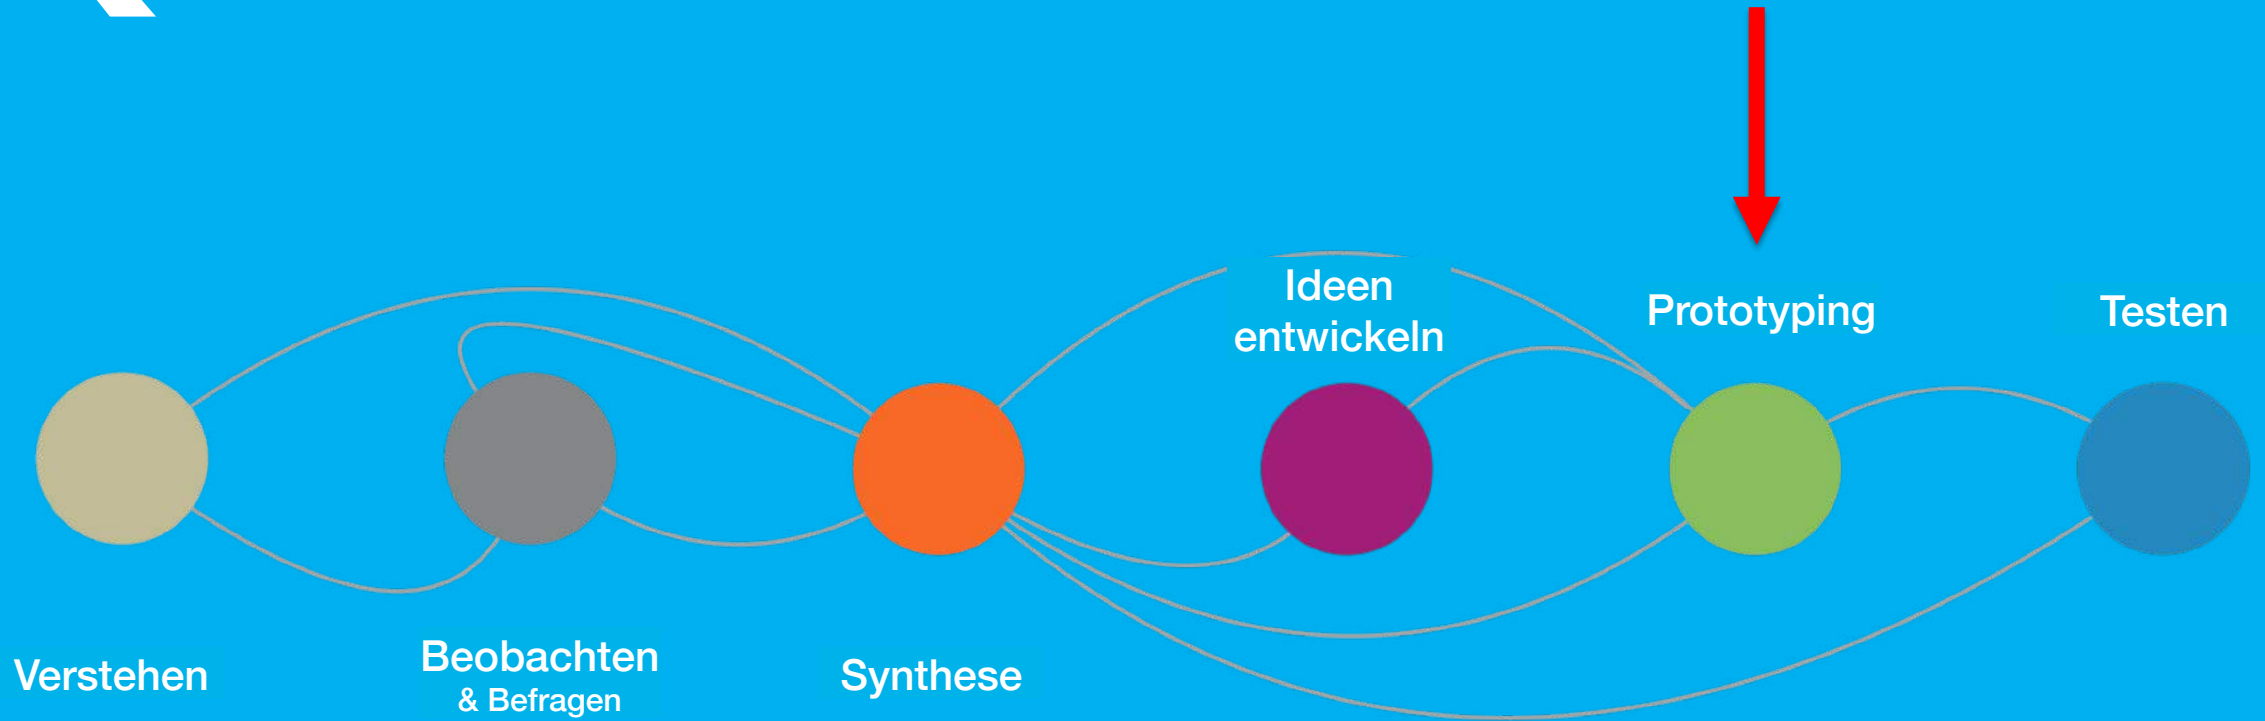 Ideen
entwickeln
Prototyping
Testen
Verstehen
Beobachten
& Befragen
Synthese